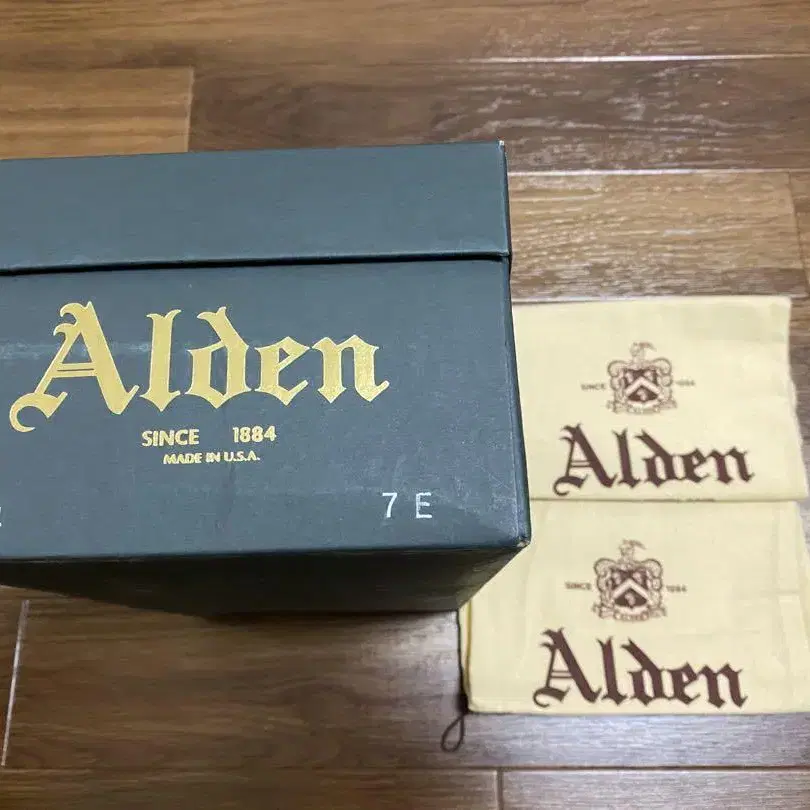 Alden
SINCE 1884
MADE IN U.S.A.
7 E
SINCE 1884
Alden
SINCE 1884
Alden